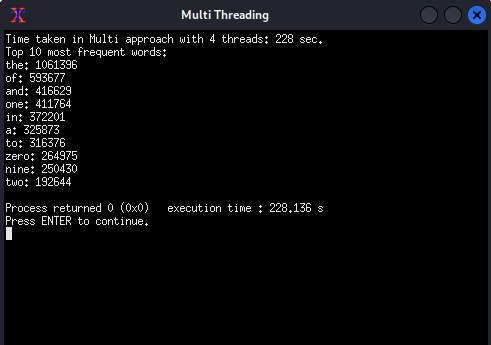 Multi Threading
Time taken in Multi approach with 4 threads: 228 sec.
Top 10 most frequent words:
the: 1061396
of: 593677
and: 416629
one: 411764
in: 372201
a: 325873
to: 316376
zero: 264975
nine: 250430
two: 192644
Process returned 0 (0x0)   execution time : 228.136 s
Press ENTER to continue.